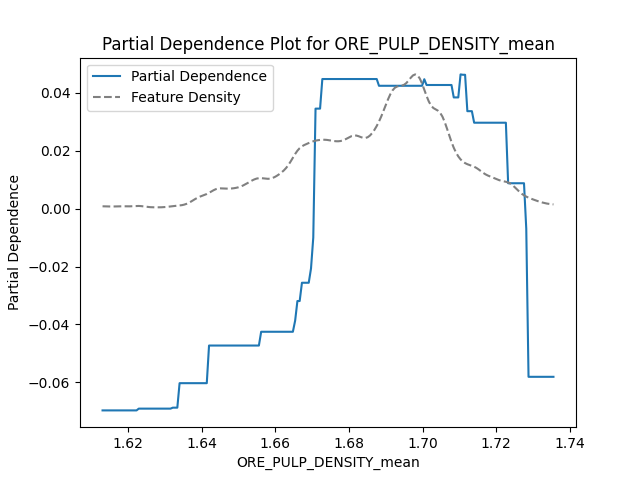 Partial Dependence Plot for ORE_PULP_DENSITY_mean
Partial Dependence
Feature Density
0.04
0.02
0.00
−0.02
−0.04
−0.06
Partial Dependence
1.62 1.64 1.66 1.68 1.70 1.72 1.74
ORE_PULP_DENSITY_mean